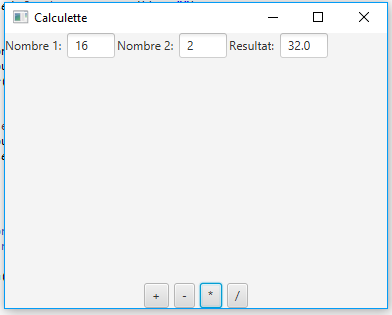 Calculette
Nombre 1: 16 Nombre 2: 2 Resultat: 32.0
+ - * /